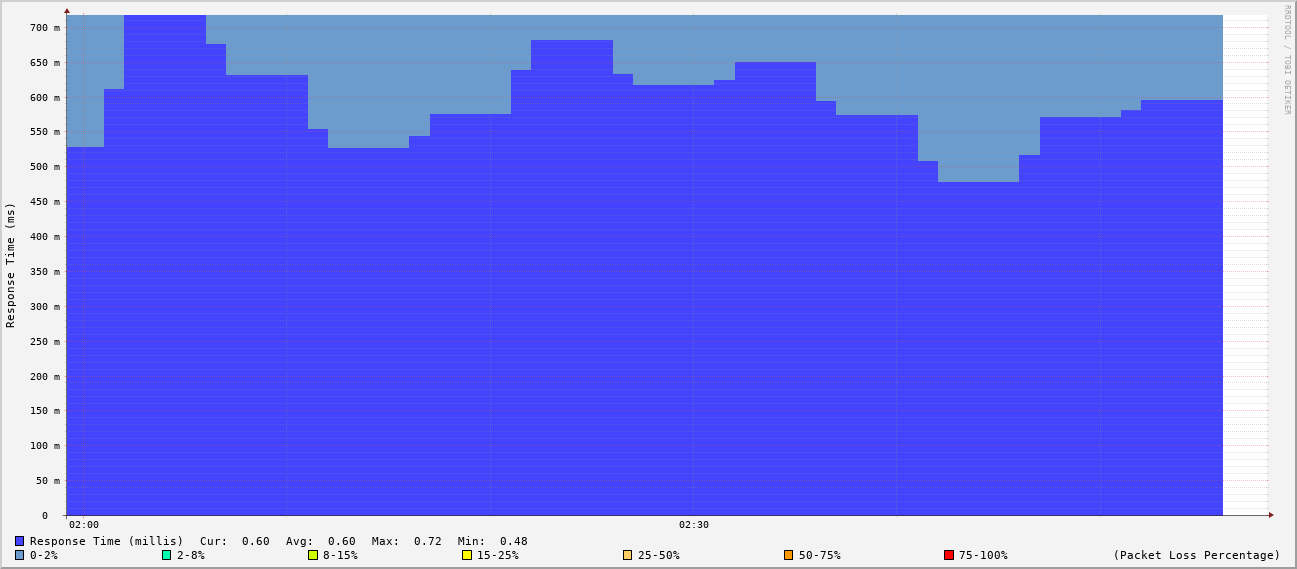 RRDTOOL / TOBI OETIKER
Response Time (ms)
700 m
650 m
600 m
550 m
500 m
450 m
400 m
350 m
300 m
250 m
200 m
150 m
100 m
50 m
0
02:00 02:30
Response Time (millis) Cur: 0.60 Avg: 0.60 Max: 0.72 Min: 0.48
0-2% 2-8% 8-15% 15-25% 25-50% 50-75% 75-100% (Packet Loss Percentage)